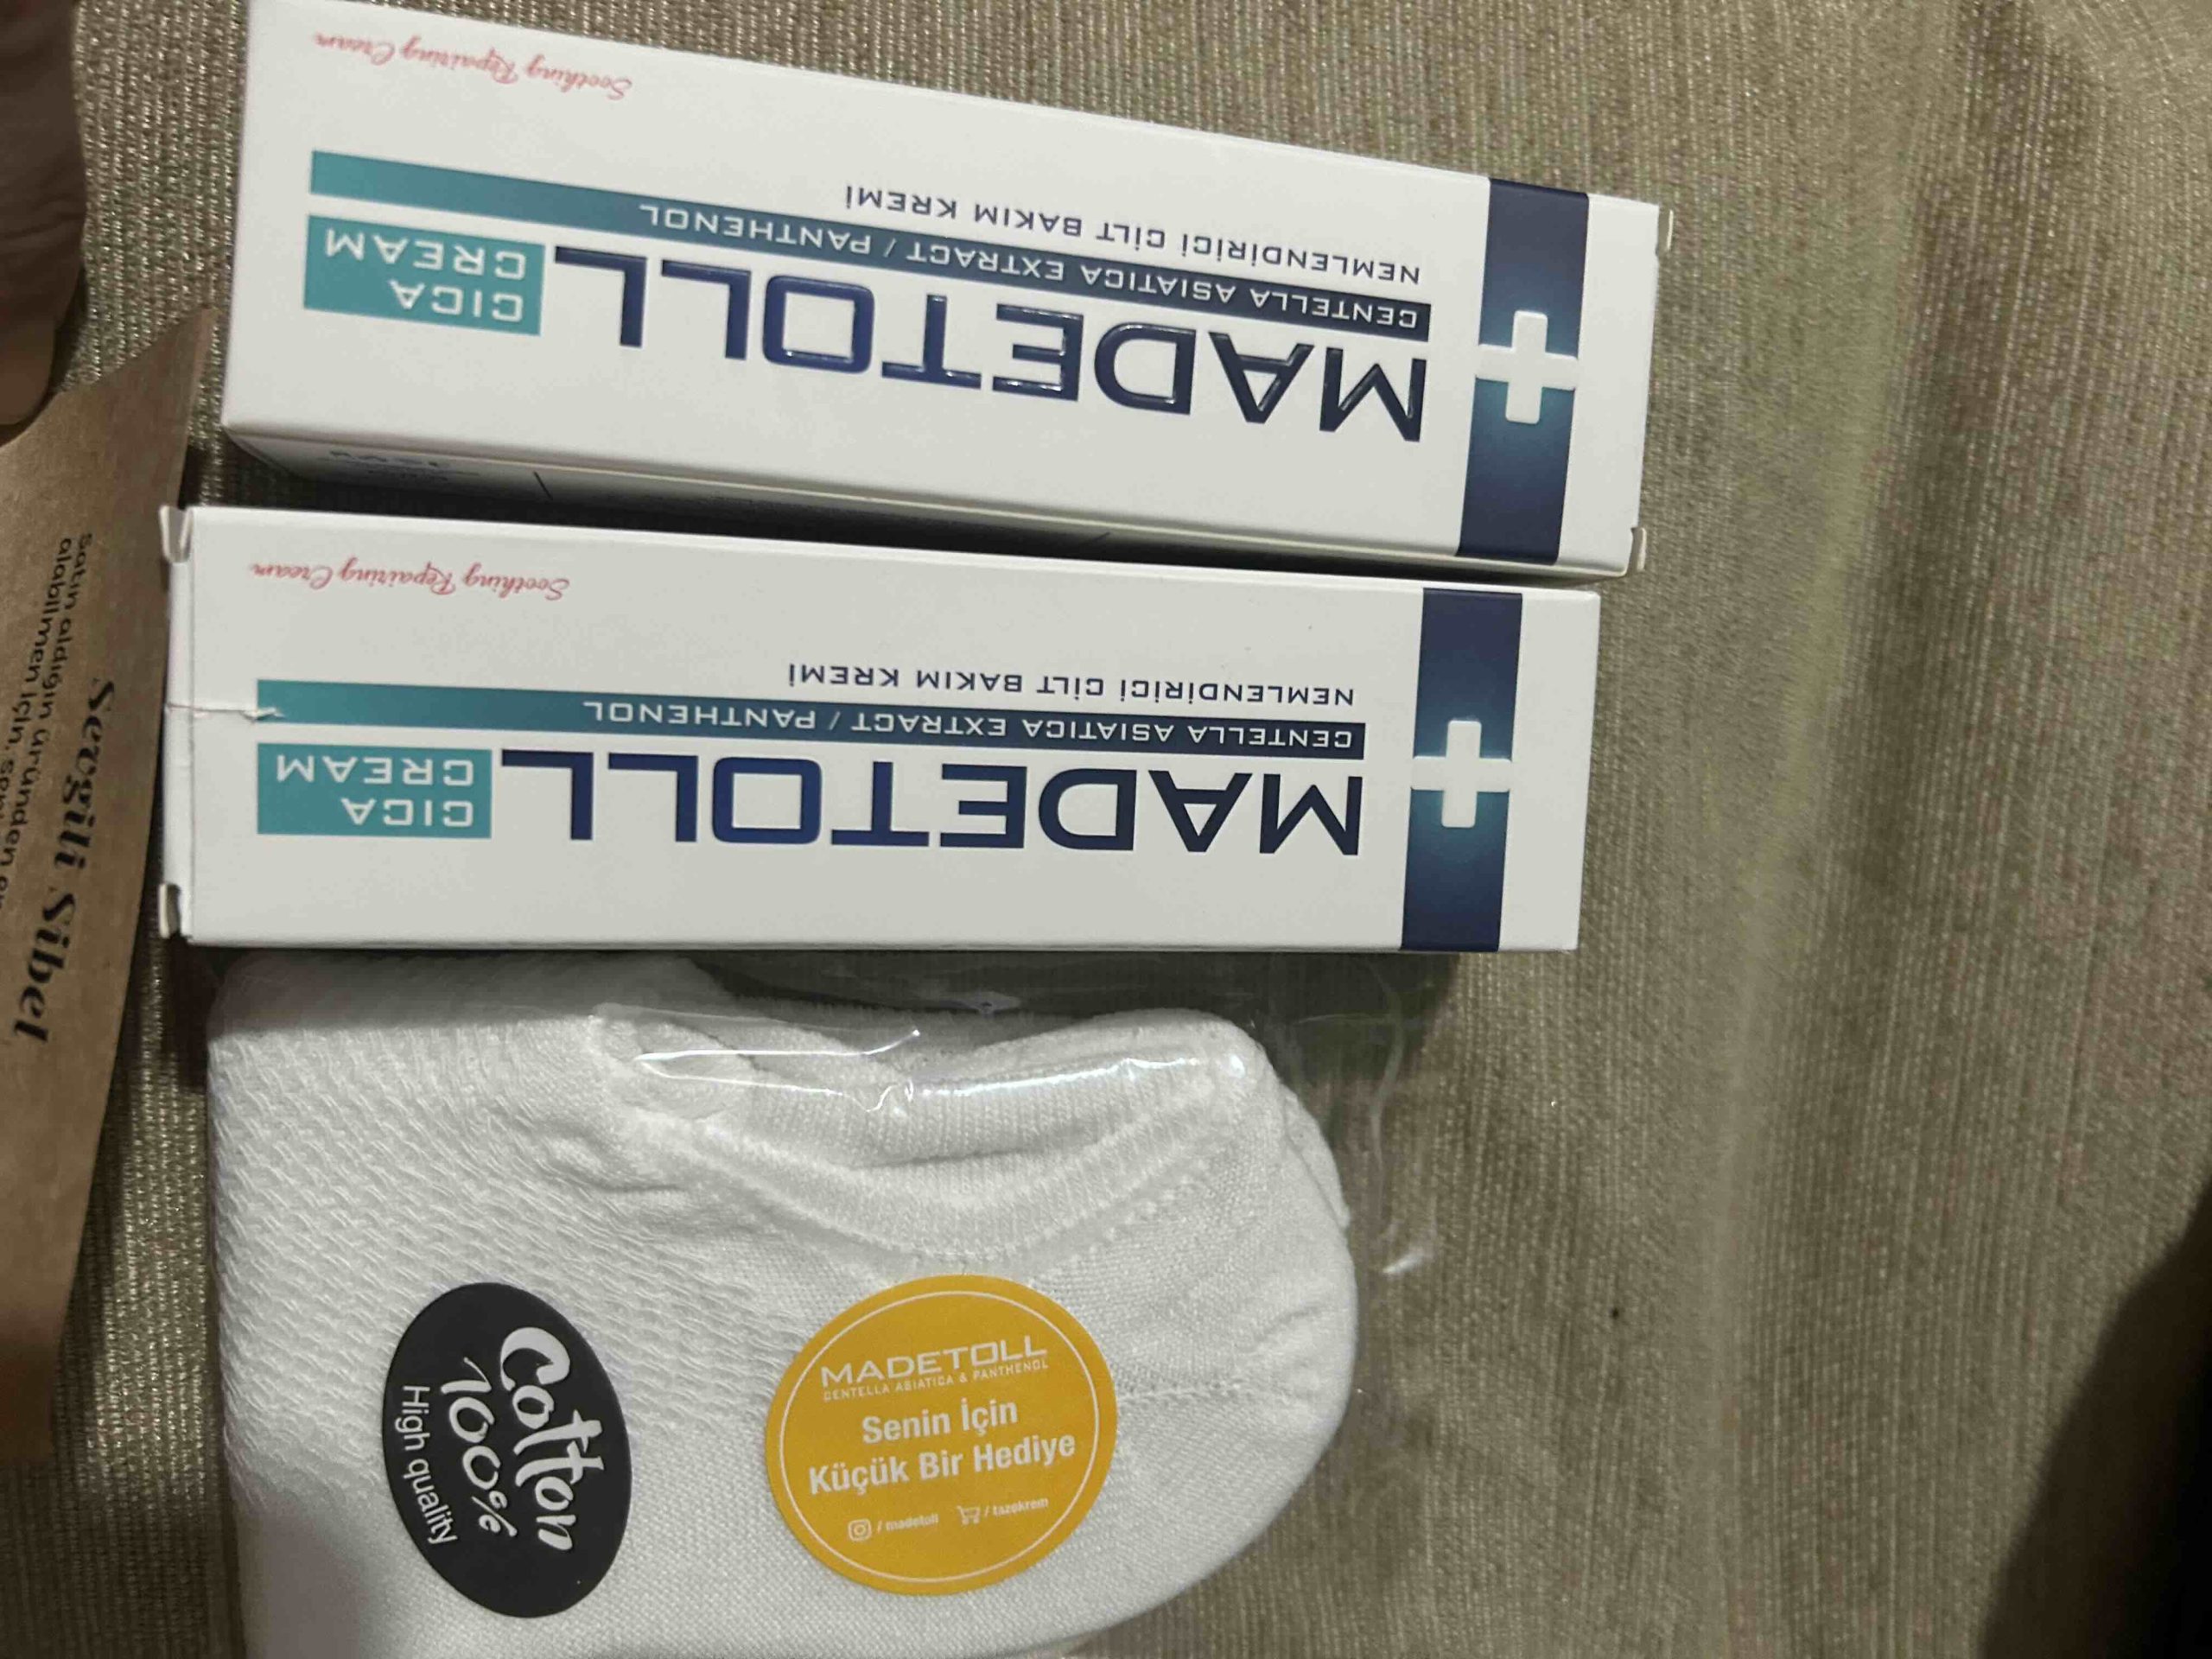 Soothing Repairing Cream
MADETOLL
CICA
CREAM
CENTELLA ASIATICA EXTRACT / PANTHENOL
NEMLENDİRİCİ CİLT BAKIM KREMİ
Soothing Repairing Cream
MADETOLL
CICA
CREAM
CENTELLA ASIATICA EXTRACT / PANTHENOL
NEMLENDİRİCİ CİLT BAKIM KREMİ
Sevgili Sibel
Satın aldığın üründen
alabilmen için,
Cotton
100%
High quality
MADETOLL
CENTELLA ASIATICA & PANTHENOL
Senin İçin
Küçük Bir Hediye
/ madetoll / tazekrem